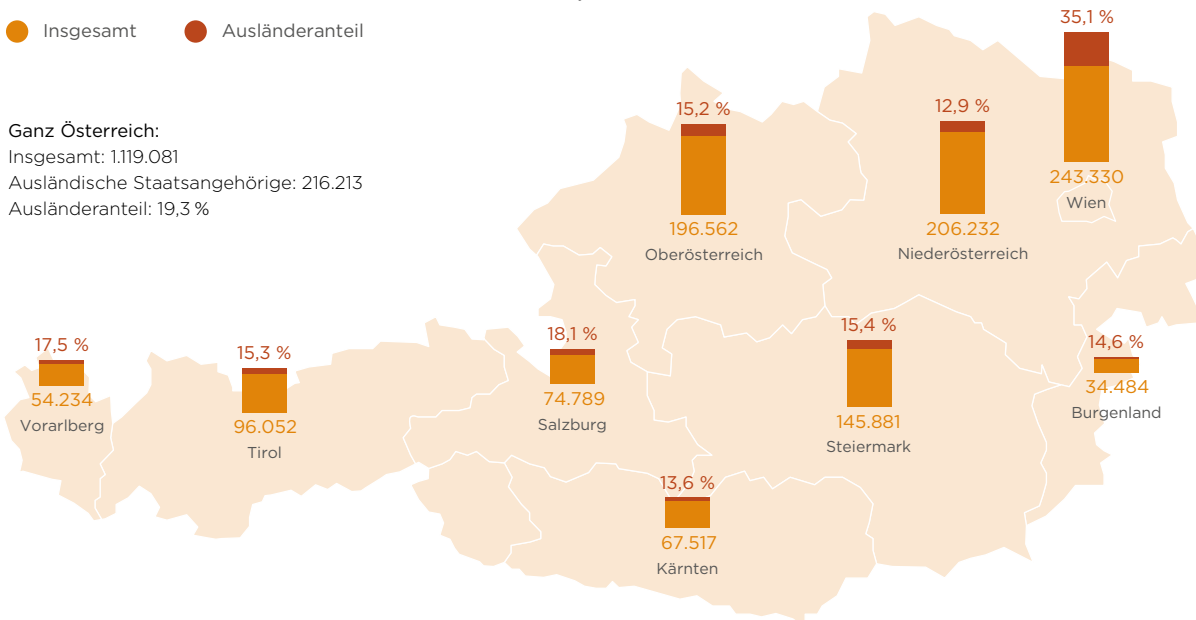 Insgesamt
Ausländeranteil
Ganz Österreich:
Insgesamt: 1.119.081
Ausländische Staatsangehörige: 216.213
Ausländeranteil: 19,3 %
35,1 %
243.330
Wien
15,2 %
196.562
Oberösterreich
12,9 %
206.232
Niederösterreich
17,5 %
54.234
Vorarlberg
15,3 %
96.052
Tirol
18,1 %
74.789
Salzburg
15,4 %
145.881
Steiermark
14,6 %
34.484
Burgenland
13,6 %
67.517
Kärnten